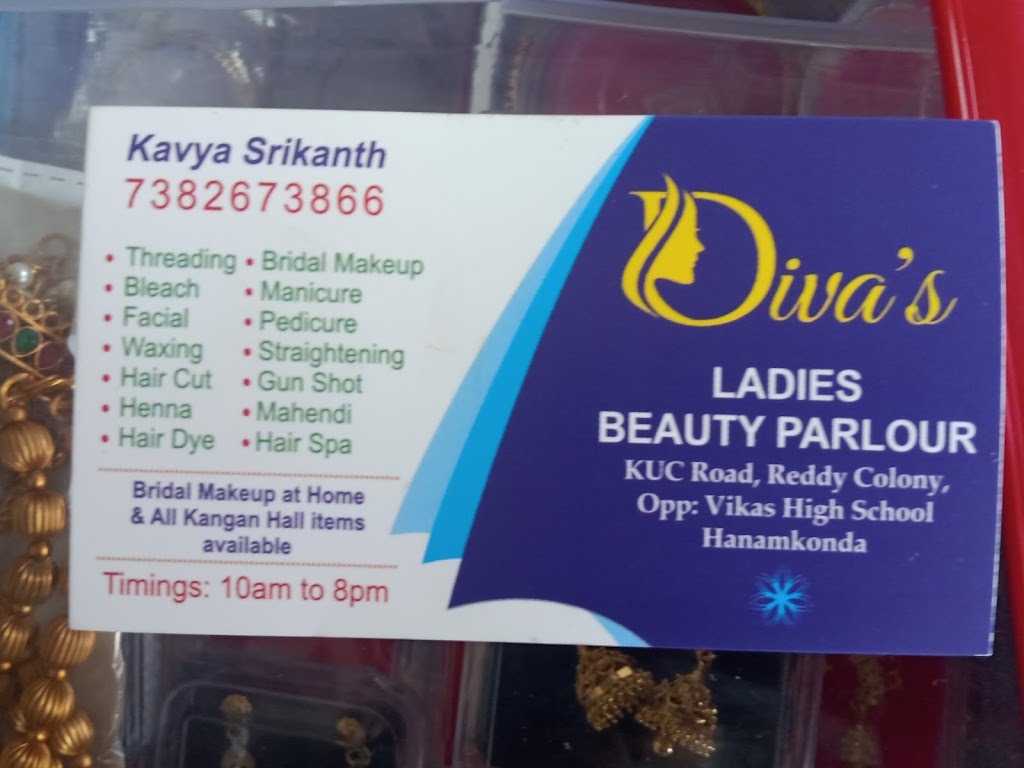 Kavya Srikanth
7382673866
• Threading • Bridal Makeup
• Bleach • Manicure
• Facial • Pedicure
• Waxing • Straightening
• Hair Cut • Gun Shot
• Henna • Mahendi
• Hair Dye • Hair Spa
Bridal Makeup at Home
& All Kangan Hall items
available
Timings: 10am to 8pm
Diva's
LADIES
BEAUTY PARLOUR
KUC Road, Reddy Colony,
Opp: Vikas High School
Hanamkonda